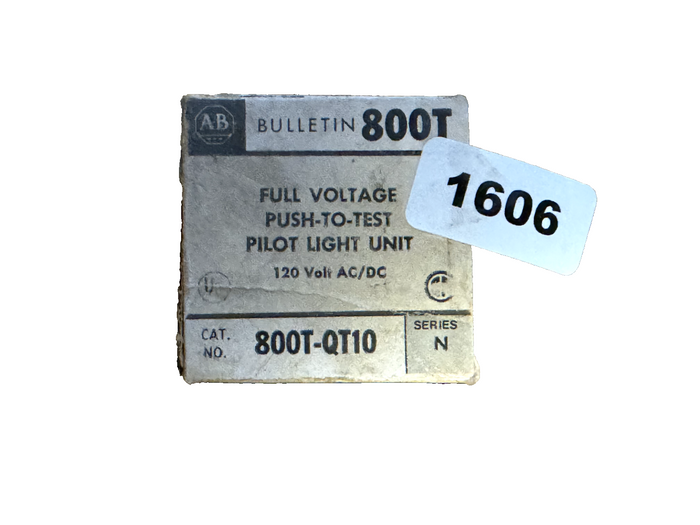 AB
BULLETIN 800T
1606
FULL VOLTAGE
PUSH-TO-TEST
PILOT LIGHT UNIT
120 Volt AC/DC
CAT. NO. 800T-QT10
SERIES N